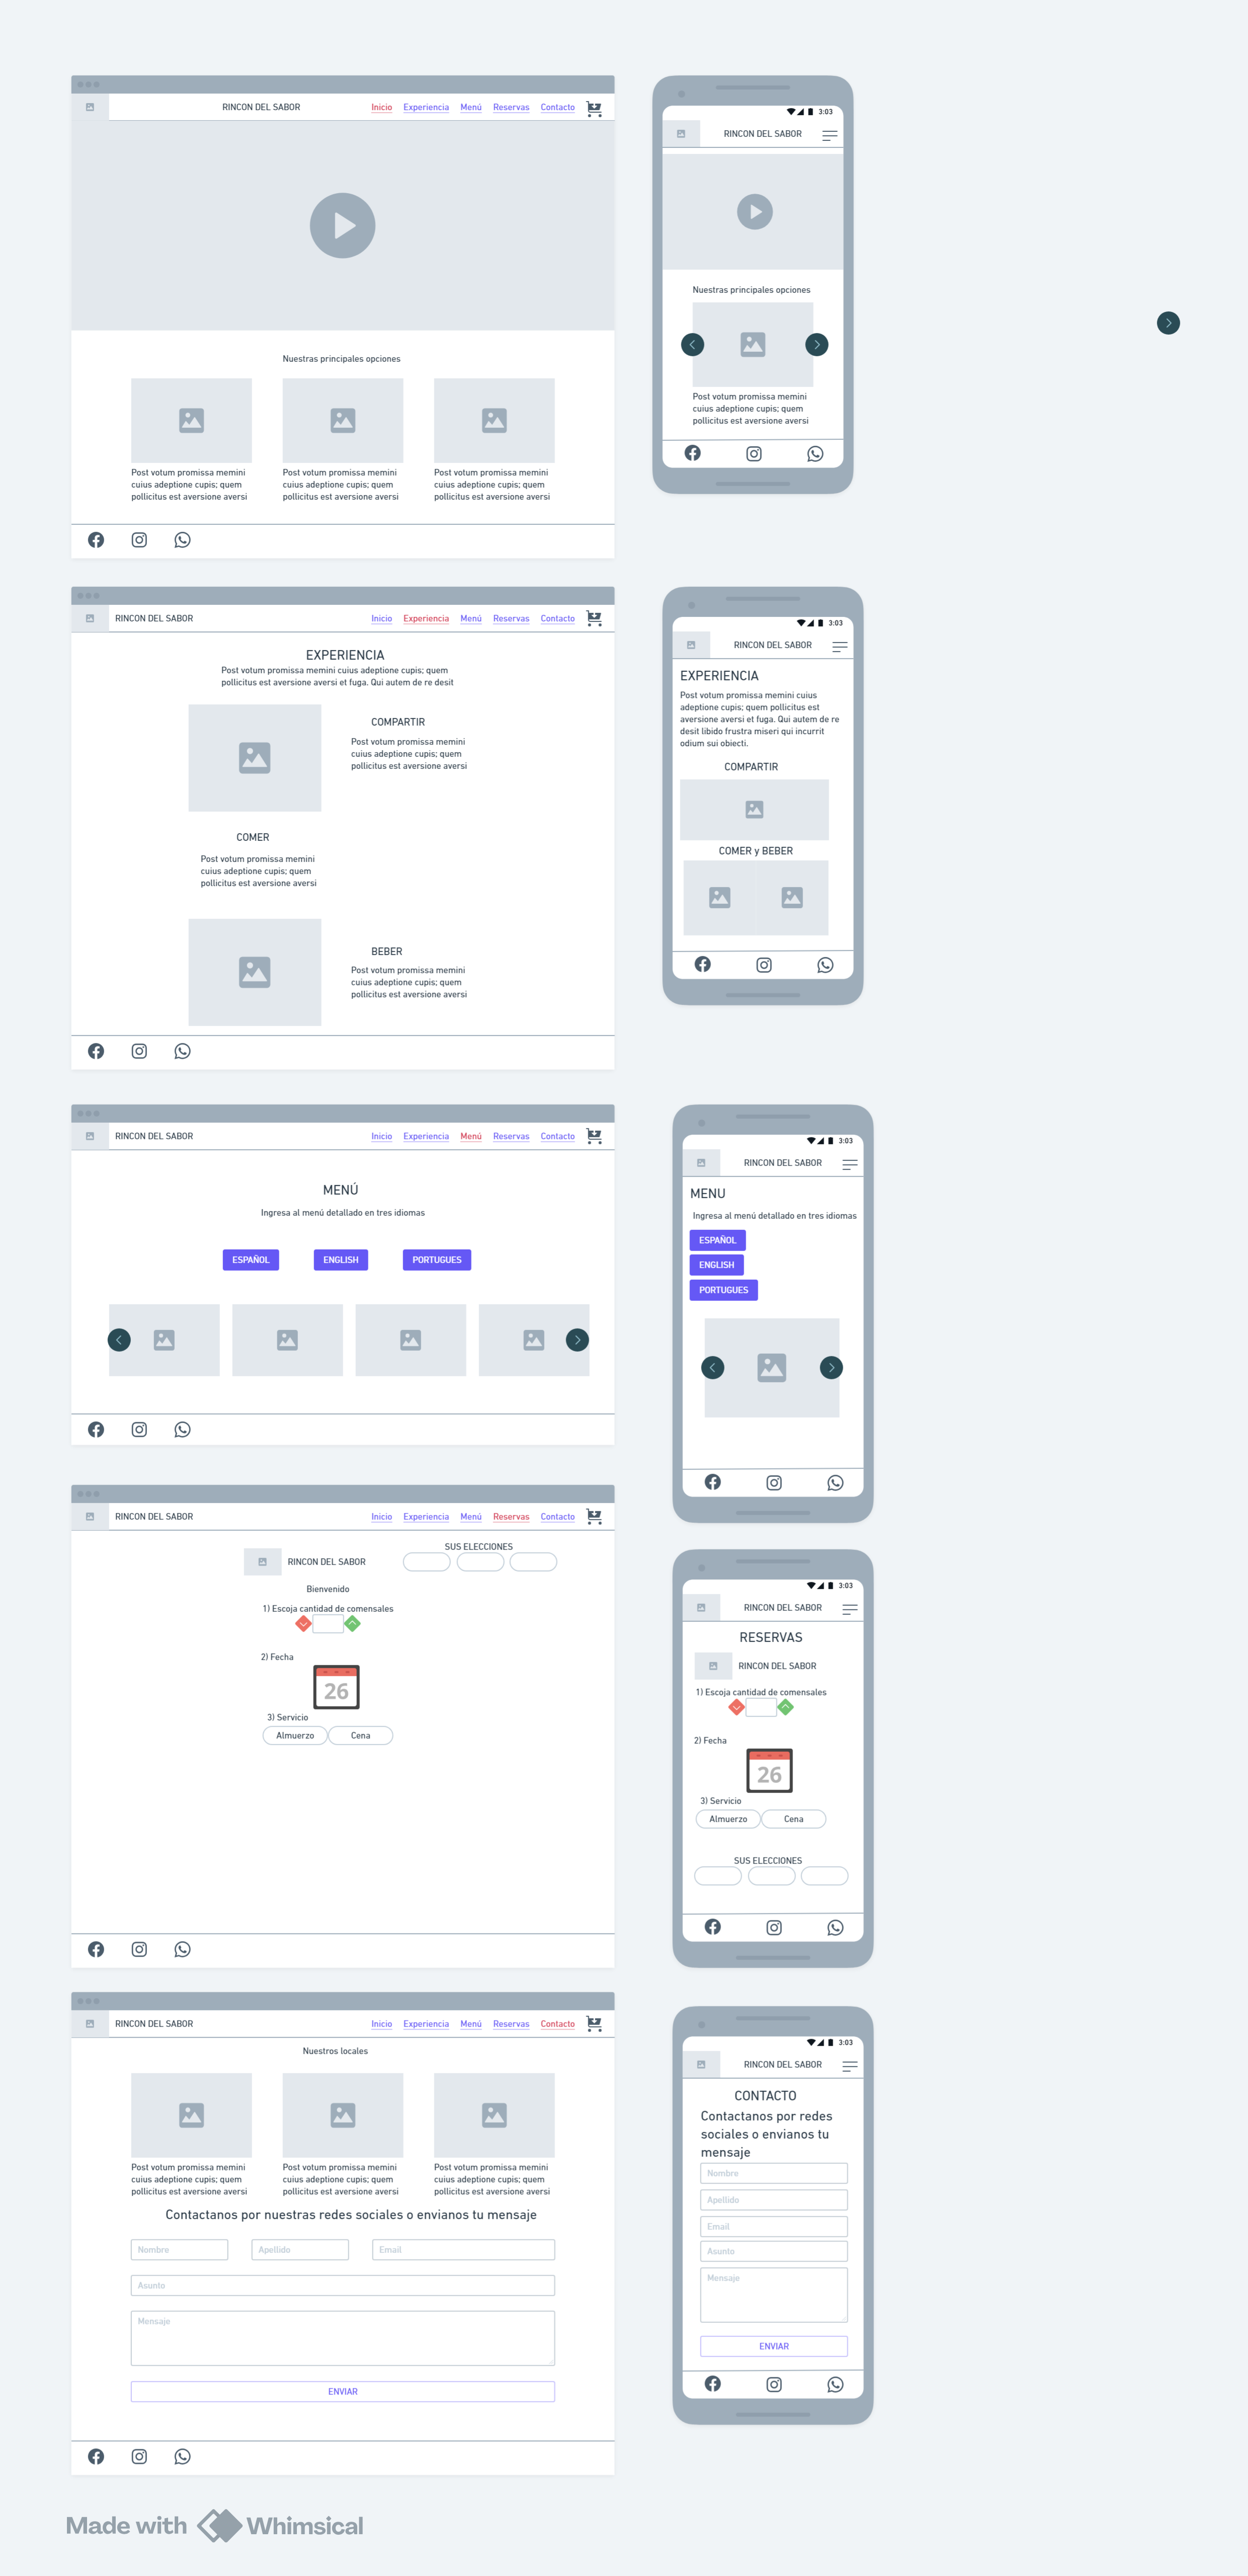 RINCON DEL SABOR Inicio Experiencia Menú Reservas Contacto
Nuestras principales opciones
Post votum promissa memini
cuius adeptione cupis; quem
pollicitus est aversione aversi
Post votum promissa memini
cuius adeptione cupis; quem
pollicitus est aversione aversi
Post votum promissa memini
cuius adeptione cupis; quem
pollicitus est aversione aversi
3:03
RINCON DEL SABOR
Nuestras principales opciones
Post votum promissa memini
cuius adeptione cupis; quem
pollicitus est aversione aversi
RINCON DEL SABOR Inicio Experiencia Menú Reservas Contacto
EXPERIENCIA
Post votum promissa memini cuius adeptione cupis; quem
pollicitus est aversione aversi et fuga. Qui autem de re desit
COMPARTIR
Post votum promissa memini
cuius adeptione cupis; quem
pollicitus est aversione aversi
COMER
Post votum promissa memini
cuius adeptione cupis; quem
pollicitus est aversione aversi
BEBER
Post votum promissa memini
cuius adeptione cupis; quem
pollicitus est aversione aversi
3:03
RINCON DEL SABOR
EXPERIENCIA
Post votum promissa memini cuius
adeptione cupis; quem pollicitus est
aversione aversi et fuga. Qui autem de re
desit libido frustra miseri qui incurrit
odium sui obiecti.
COMPARTIR
COMER y BEBER
RINCON DEL SABOR Inicio Experiencia Menú Reservas Contacto
MENÚ
Ingresa al menú detallado en tres idiomas
ESPAÑOL ENGLISH PORTUGUES
3:03
RINCON DEL SABOR
MENU
Ingresa al menú detallado en tres idiomas
ESPAÑOL
ENGLISH
PORTUGUES
RINCON DEL SABOR Inicio Experiencia Menú Reservas Contacto
SUS ELECCIONES
RINCON DEL SABOR
Bienvenido
1) Escoja cantidad de comensales
2) Fecha
26
3) Servicio
Almuerzo Cena
3:03
RINCON DEL SABOR
RESERVAS
RINCON DEL SABOR
1) Escoja cantidad de comensales
2) Fecha
26
3) Servicio
Almuerzo Cena
SUS ELECCIONES
RINCON DEL SABOR Inicio Experiencia Menú Reservas Contacto
Nuestros locales
Post votum promissa memini
cuius adeptione cupis; quem
pollicitus est aversione aversi
Post votum promissa memini
cuius adeptione cupis; quem
pollicitus est aversione aversi
Post votum promissa memini
cuius adeptione cupis; quem
pollicitus est aversione aversi
Contactanos por nuestras redes sociales o envianos tu mensaje
Nombre Apellido Email
Asunto
Mensaje
ENVIAR
3:03
RINCON DEL SABOR
CONTACTO
Contactanos por redes
sociales o envianos tu
mensaje
Nombre
Apellido
Email
Asunto
Mensaje
ENVIAR
Made with Whimsical